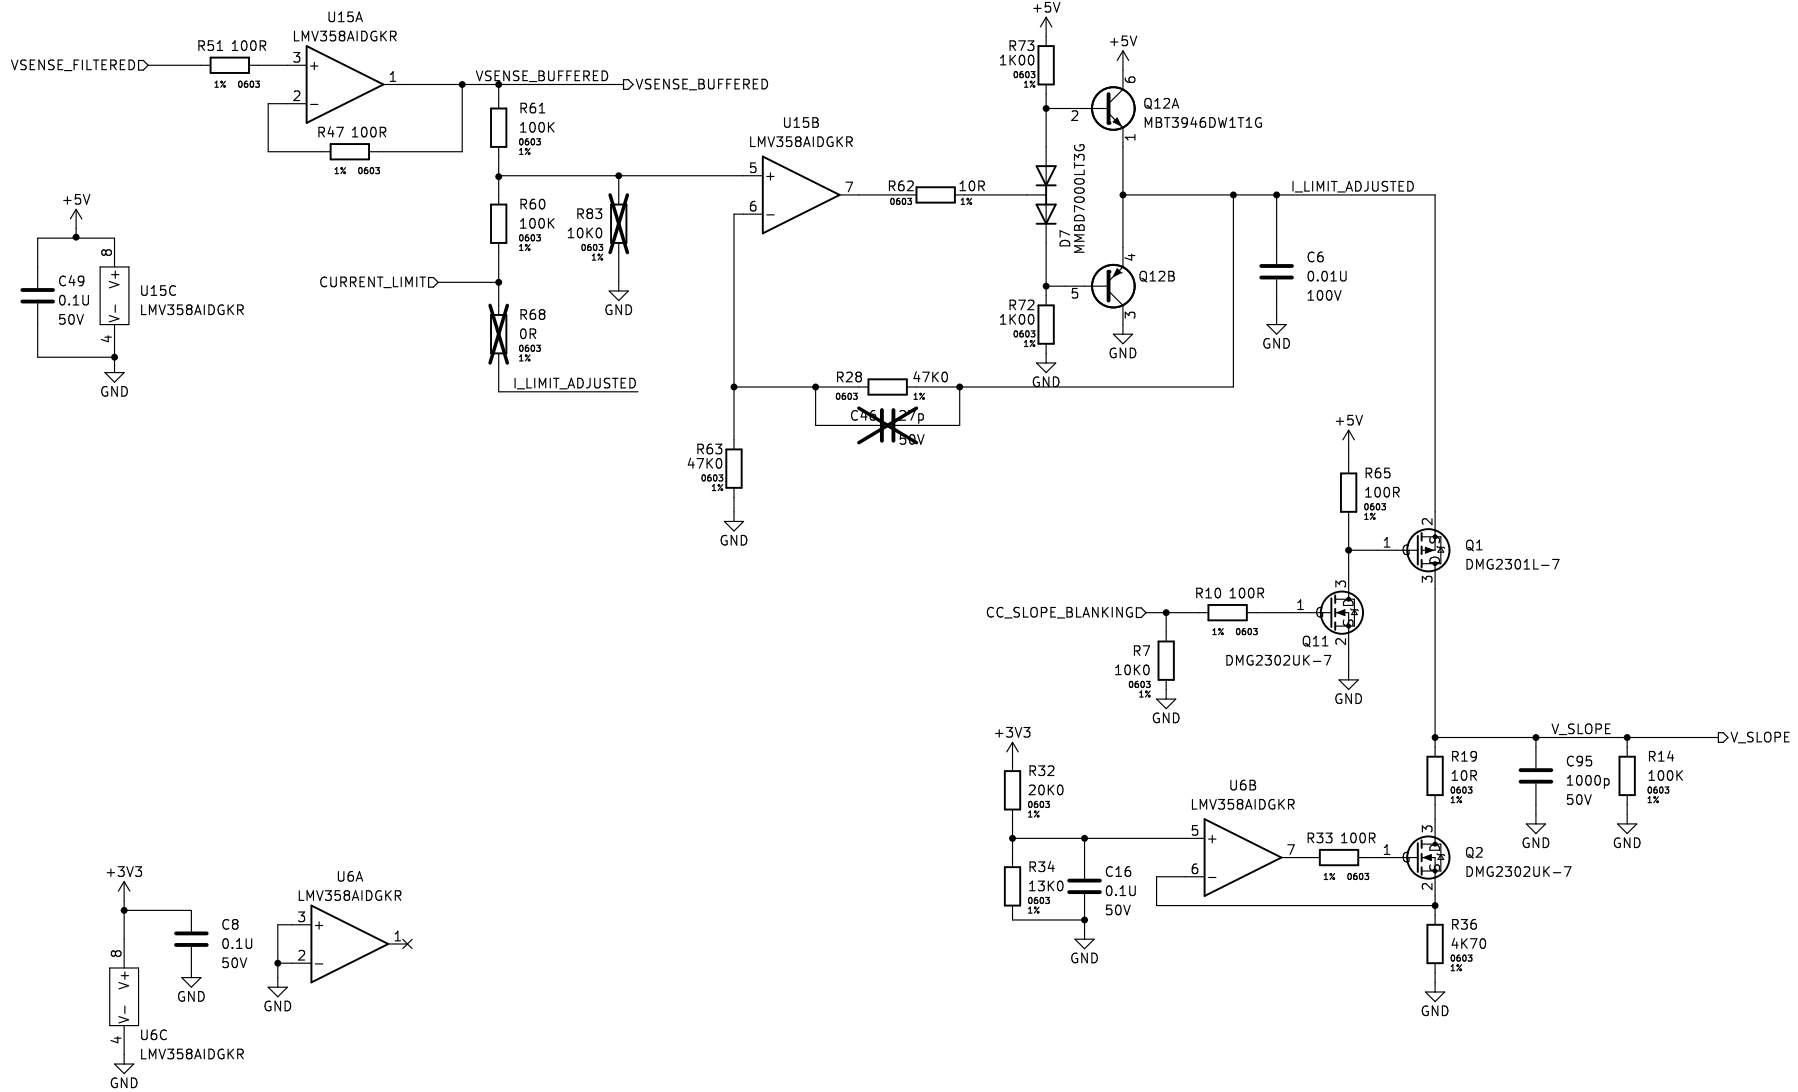 U15A
LMV358AIDGKR
VSENSE_FILTERED
R51 100R
1% 0603
3
+
2
−
1
R47 100R
1% 0603
VSENSE_BUFFERED
VSENSE_BUFFERED
R61
100K
0603
1%
R60
100K
0603
1%
R83
10K0
0603
1%
GND
CURRENT_LIMIT
R68
0R
0603
1%
I_LIMIT_ADJUSTED
+5V
C49
0.1U
50V
8
V+
V−
4
U15C
LMV358AIDGKR
GND
U15B
LMV358AIDGKR
5
+
6
−
7
R62 10R
0603 1%
+5V
R73
1K00
0603
1%
+5V
6
2
1
Q12A
MBT3946DW1T1G
D7
MMBD7000LT3G
4
5
3
Q12B
GND
R72
1K00
0603
1%
GND
I_LIMIT_ADJUSTED
C6
0.01U
100V
GND
R28 47K0
0603 1%
C46 27p
50V
R63
47K0
0603
1%
GND
+5V
R65
100R
0603
1%
2
S
D
1
3
Q1
DMG2301L-7
CC_SLOPE_BLANKING
R10 100R
1% 0603
1
3
D
S
2
Q11
DMG2302UK-7
GND
R7
10K0
0603
1%
GND
V_SLOPE
V_SLOPE
R19
10R
0603
1%
C95
1000p
50V
GND
R14
100K
0603
1%
GND
+3V3
R32
20K0
0603
1%
R34
13K0
0603
1%
C16
0.1U
50V
GND
U6B
LMV358AIDGKR
5
+
6
−
7
R33 100R
1% 0603
1
3
D
S
2
Q2
DMG2302UK-7
R36
4K70
0603
1%
GND
+3V3
C8
0.1U
50V
GND
8
V+
V−
4
U6C
LMV358AIDGKR
GND
U6A
LMV358AIDGKR
3
+
2
−
1
GND